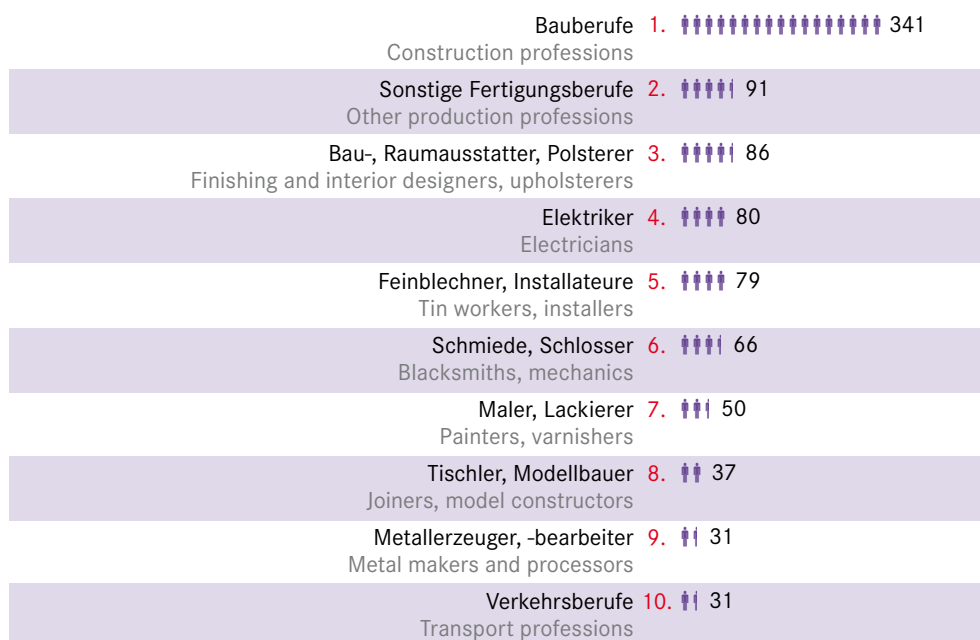 Bauberufe 1. 341
Construction professions
Sonstige Fertigungsberufe 2. 91
Other production professions
Bau-, Raumausstatter, Polsterer 3. 86
Finishing and interior designers, upholsterers
Elektriker 4. 80
Electricians
Feinblechner, Installateure 5. 79
Tin workers, installers
Schmiede, Schlosser 6. 66
Blacksmiths, mechanics
Maler, Lackierer 7. 50
Painters, varnishers
Tischler, Modellbauer 8. 37
Joiners, model constructors
Metallerzeuger, -bearbeiter 9. 31
Metal makers and processors
Verkehrsberufe 10. 31
Transport professions